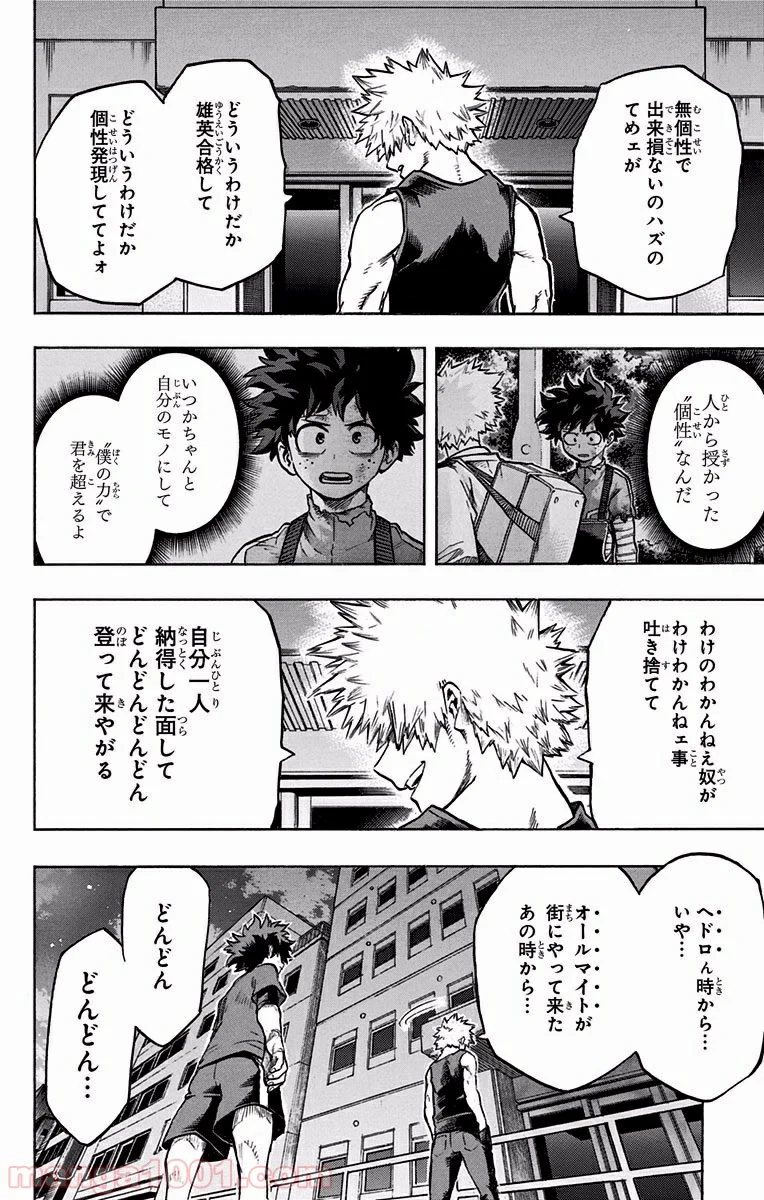 無個性で
出来損ないのハズの
てめェが
どういうわけだか
雄英合格して
どういうわけだか
個性発現しててよォ
人から授かった
〝個性〟なんだ
いつかちゃんと
自分のモノにして
〝僕の力〟で
君を超えるよ
わけのわかんねえ奴が
わけわかんねェ事
吐き捨てて
自分一人
納得した面して
どんどんどんどん
登って来やがる
ヘドロん時から…
いや…
オールマイトが
街にやって来た
あの時から…
どんどん
どんどん…
manga1001.com